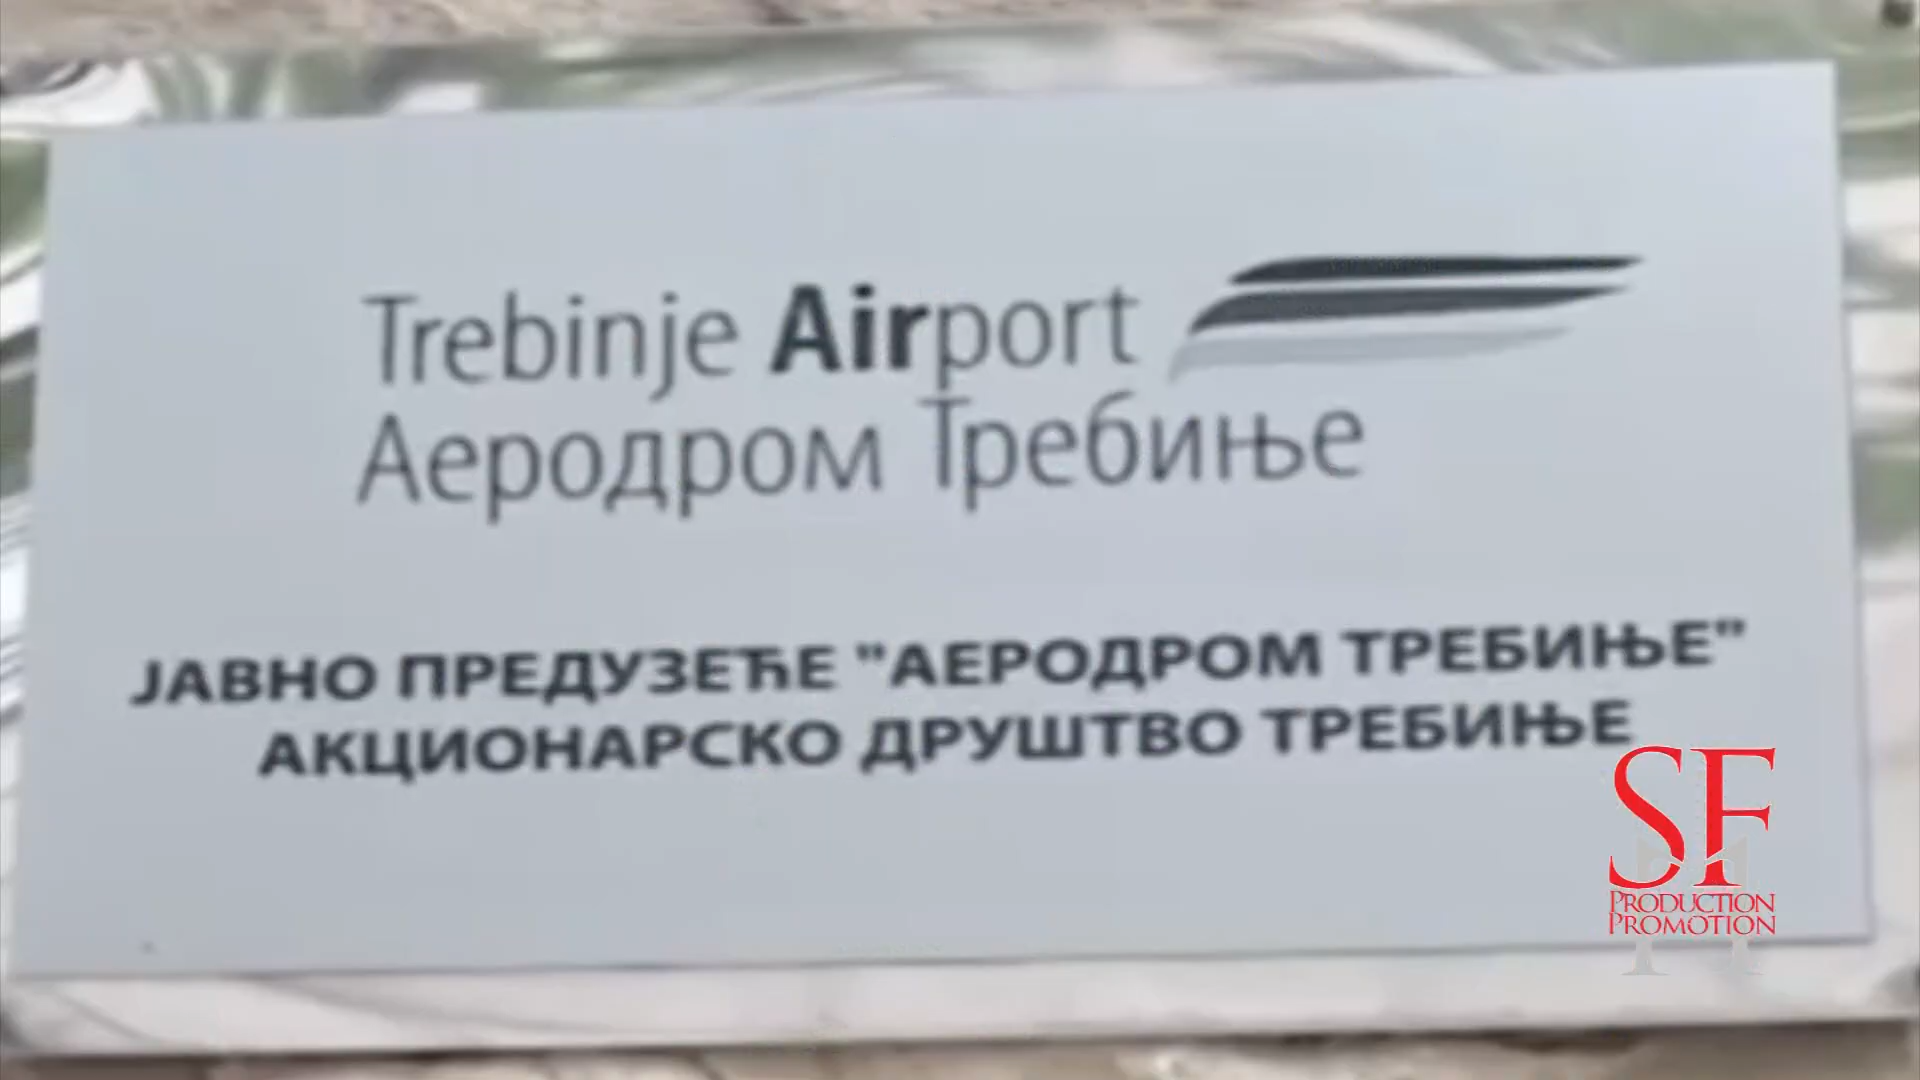 Trebinje Airport
Аеродром Требиње
ЈАВНО ПРЕДУЗЕЋЕ "АЕРОДРОМ ТРЕБИЊЕ"
АКЦИОНАРСКО ДРУШТВО ТРЕБИЊЕ
SF
PRODUCTION
PROMOTION